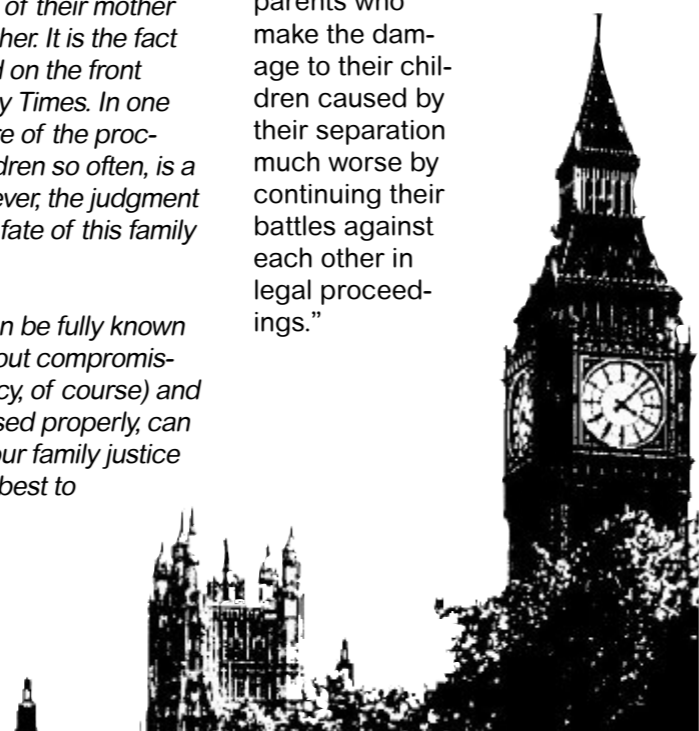 of their mother
her. It is the fact
on the front
y Times. In one
re of the proc-
dren so often, is a
ever, the judgment
fate of this family
n be fully known
out compromis-
cy, of course) and
sed properly, can
our family justice
best to
parents who
make the dam-
age to their chil-
dren caused by
their separation
much worse by
continuing their
battles against
each other in
legal proceed-
ings.”